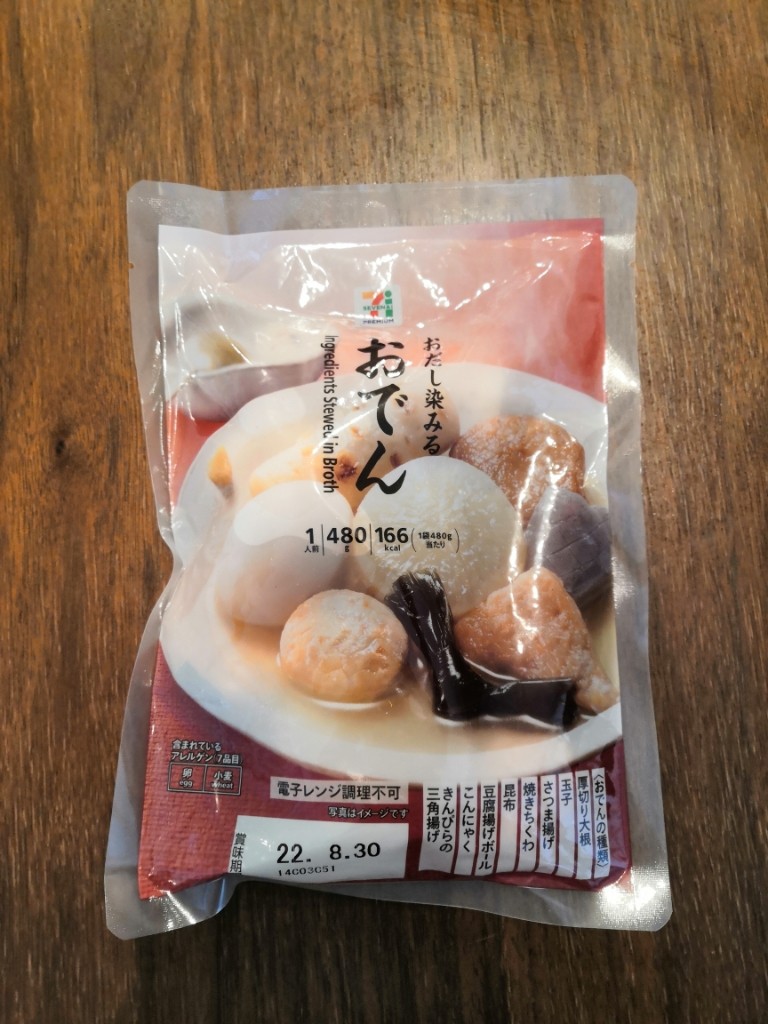 SEVEN&i
PREMIUM
おだし染みる
おでん
Ingredients Stewed in Broth
1人前 480g 166kcal (1袋480g当たり)
含まれている
アレルゲン(7品目)
卵 小麦
egg wheat
電子レンジ調理不可
写真はイメージです
賞味期
22. 8.30
〈おでんの種類〉
厚切り大根
玉子
さつま揚げ
焼きちくわ
昆布
豆腐揚げボール
こんにゃく
きんぴらの
三角揚げ